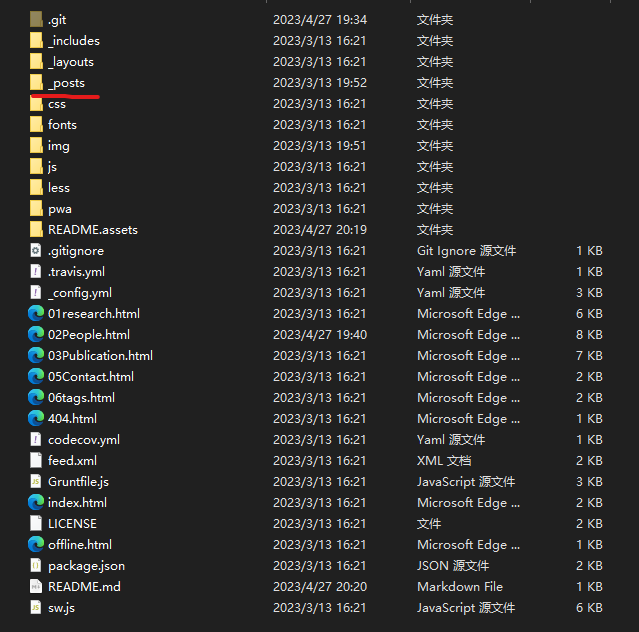 .git 2023/4/27 19:34 文件夹
_includes 2023/3/13 16:21 文件夹
_layouts 2023/3/13 16:21 文件夹
_posts 2023/3/13 19:52 文件夹
css 2023/3/13 16:21 文件夹
fonts 2023/3/13 16:21 文件夹
img 2023/3/13 19:51 文件夹
js 2023/3/13 16:21 文件夹
less 2023/3/13 16:21 文件夹
pwa 2023/3/13 16:21 文件夹
README.assets 2023/4/27 20:19 文件夹
.gitignore 2023/3/13 16:21 Git Ignore 源文件 1 KB
.travis.yml 2023/3/13 16:21 Yaml 源文件 1 KB
_config.yml 2023/3/13 16:21 Yaml 源文件 3 KB
01research.html 2023/3/13 16:21 Microsoft Edge ... 6 KB
02People.html 2023/4/27 19:40 Microsoft Edge ... 8 KB
03Publication.html 2023/3/13 16:21 Microsoft Edge ... 7 KB
05Contact.html 2023/3/13 16:21 Microsoft Edge ... 2 KB
06tags.html 2023/3/13 16:21 Microsoft Edge ... 2 KB
404.html 2023/3/13 16:21 Microsoft Edge ... 1 KB
codecov.yml 2023/3/13 16:21 Yaml 源文件 1 KB
feed.xml 2023/3/13 16:21 XML 文档 2 KB
Gruntfile.js 2023/3/13 16:21 JavaScript 源文件 3 KB
index.html 2023/3/13 16:21 Microsoft Edge ... 2 KB
LICENSE 2023/3/13 16:21 文件 2 KB
offline.html 2023/3/13 16:21 Microsoft Edge ... 1 KB
package.json 2023/3/13 16:21 JSON 源文件 2 KB
README.md 2023/4/27 20:20 Markdown File 2 KB
sw.js 2023/3/13 16:21 JavaScript 源文件 6 KB